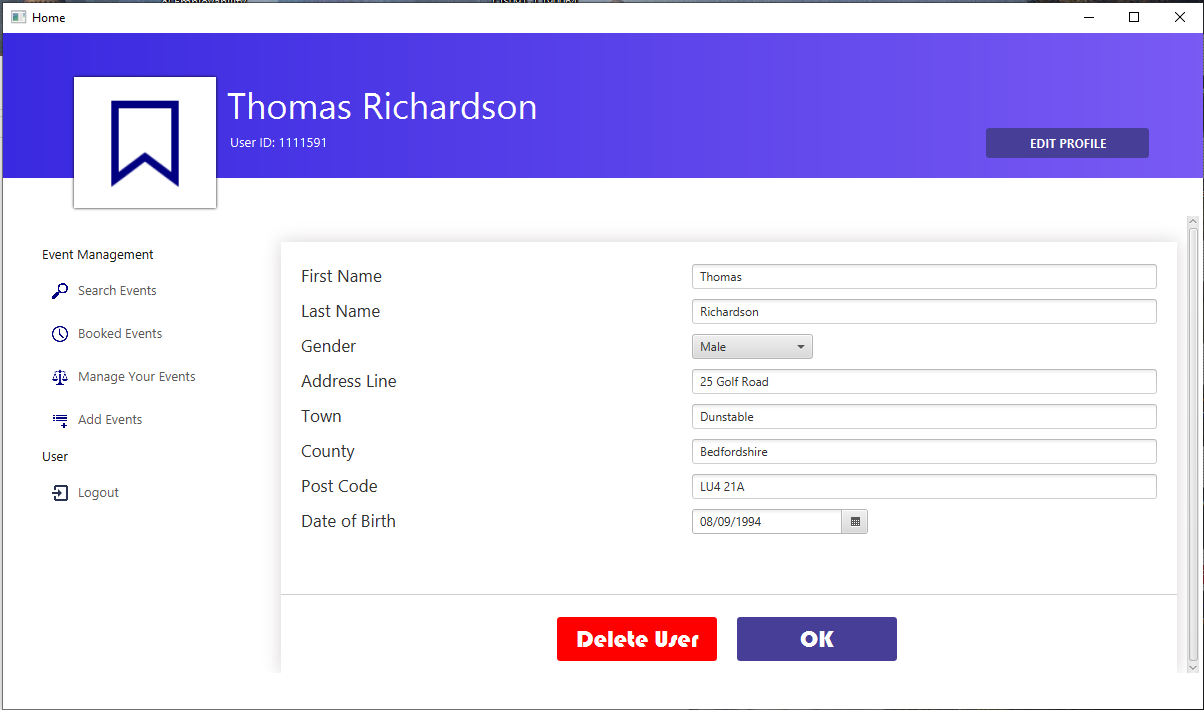 Home
Thomas Richardson
User ID: 1111591
EDIT PROFILE
Event Management
Search Events
Booked Events
Manage Your Events
Add Events
User
Logout
First Name Thomas
Last Name Richardson
Gender Male
Address Line 25 Golf Road
Town Dunstable
County Bedfordshire
Post Code LU4 21A
Date of Birth 08/09/1994
Delete User OK